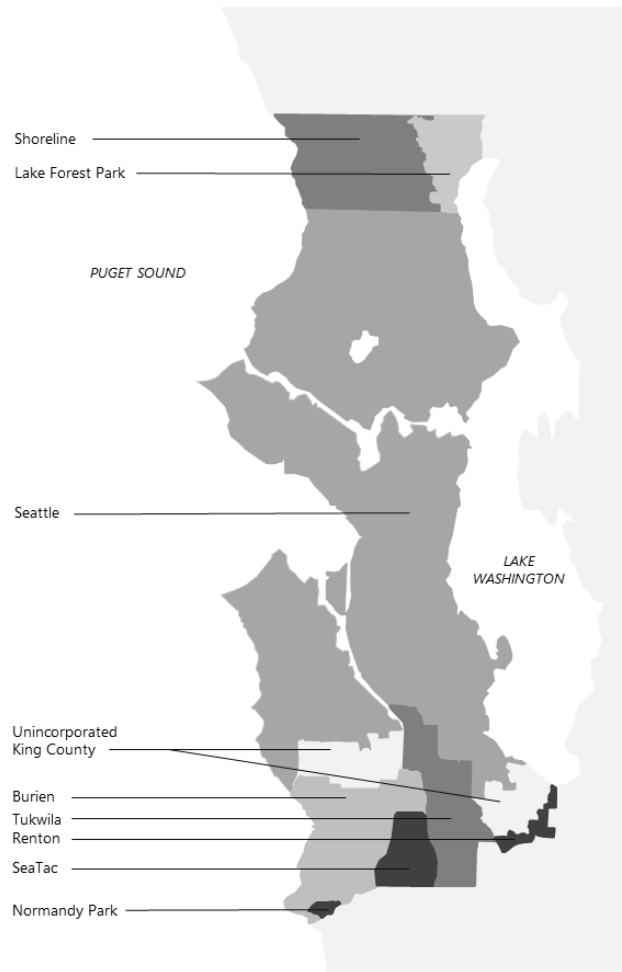 Shoreline
Lake Forest Park
PUGET SOUND
Seattle
LAKE
WASHINGTON
Unincorporated
King County
Burien
Tukwila
Renton
SeaTac
Normandy Park